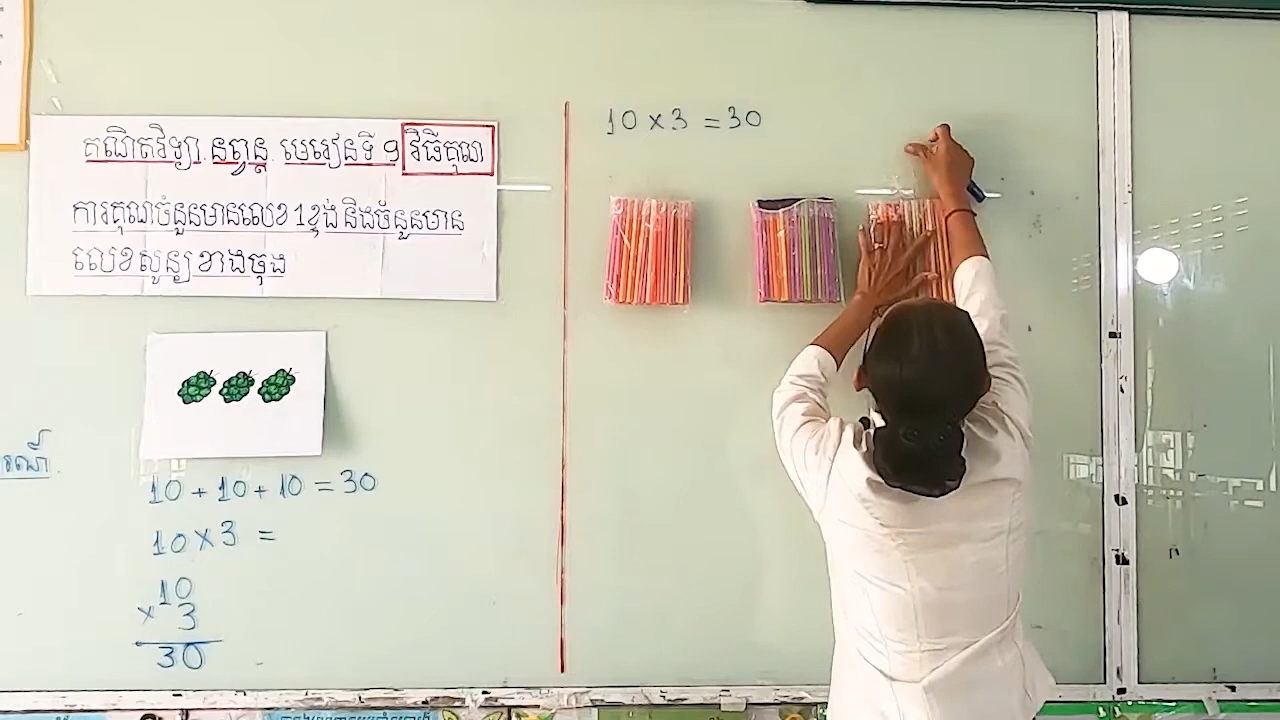 គណិតវិទ្យា នព្វន្ត មេរៀនទី ១ វិធីគុណ
ការគុណចំនួនមានលេខ 1 ខ្ទង់ និងចំនួនមាន
លេខសូន្យ ខាងចុង
10 + 10 + 10 = 30
10 × 3 =
10
× 3
30
10 × 3 = 30